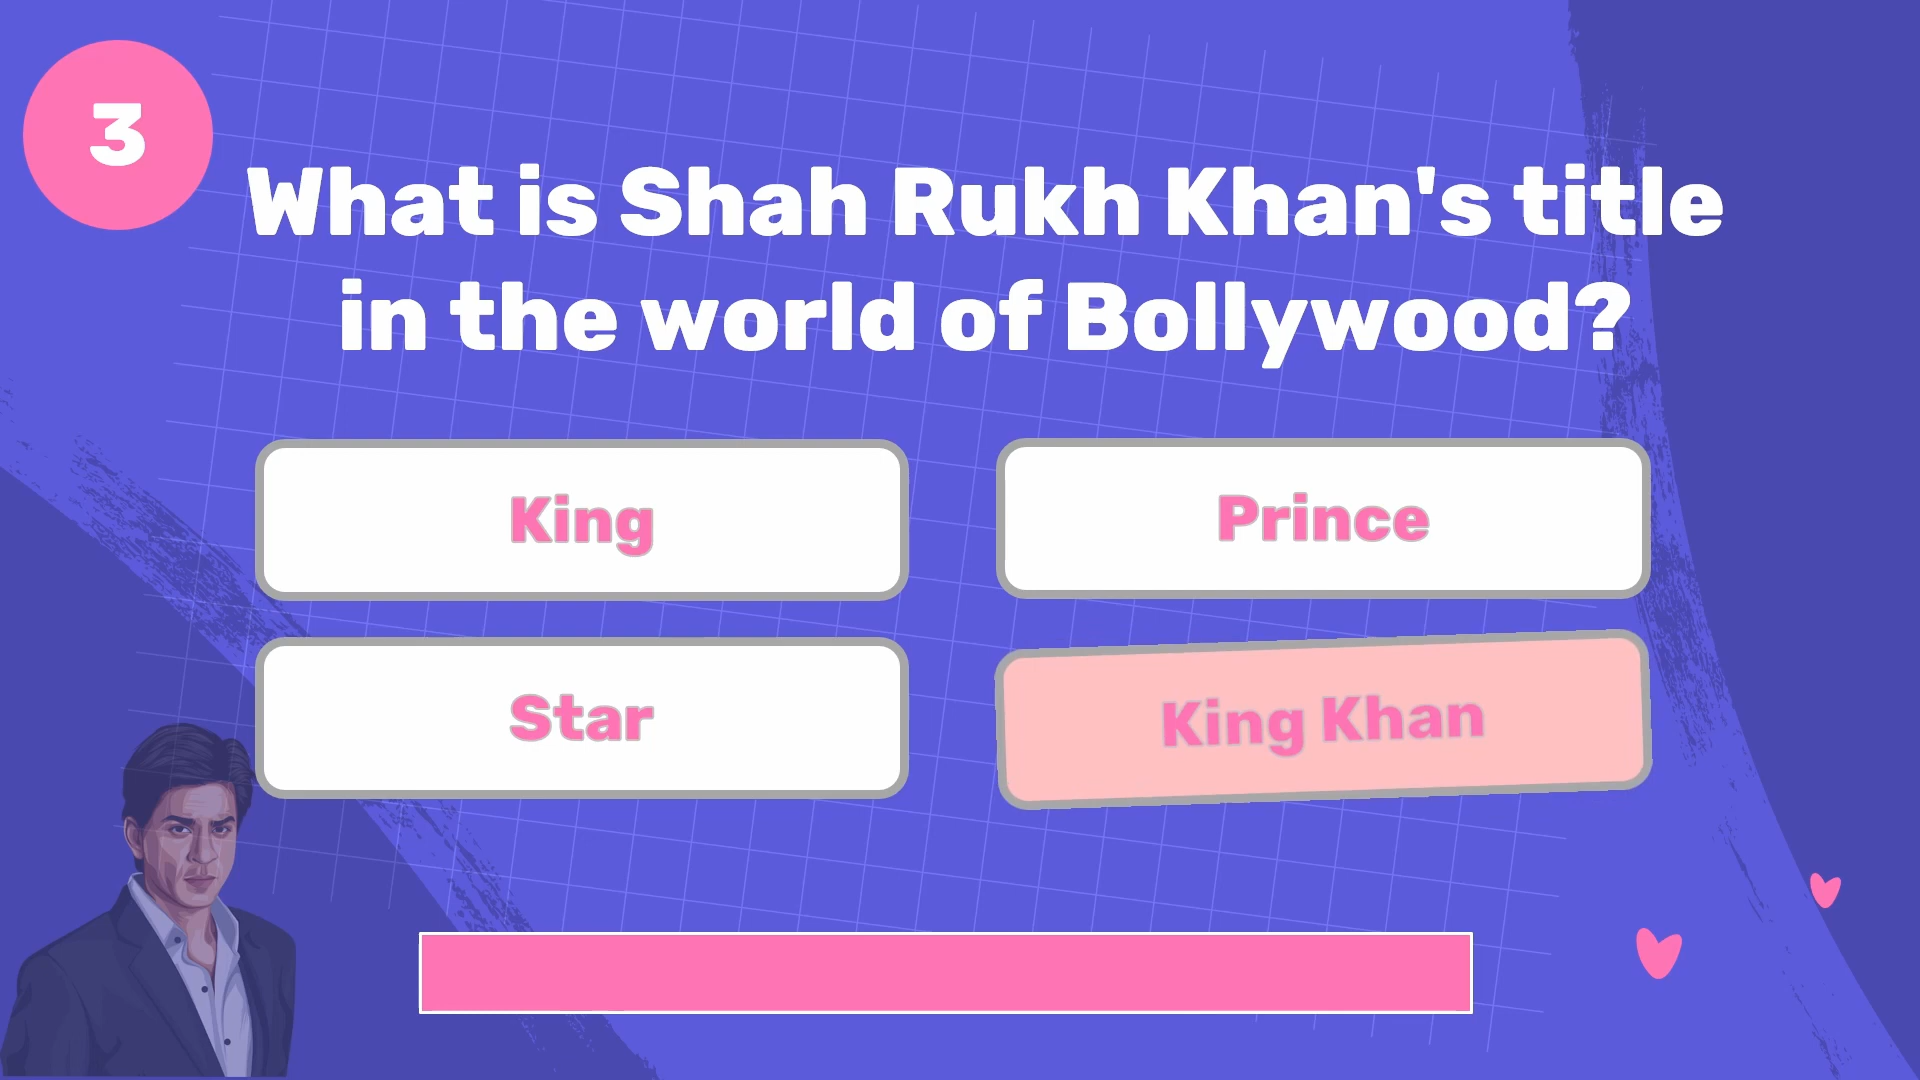 3
What is Shah Rukh Khan's title
in the world of Bollywood?
King
Prince
Star
King Khan